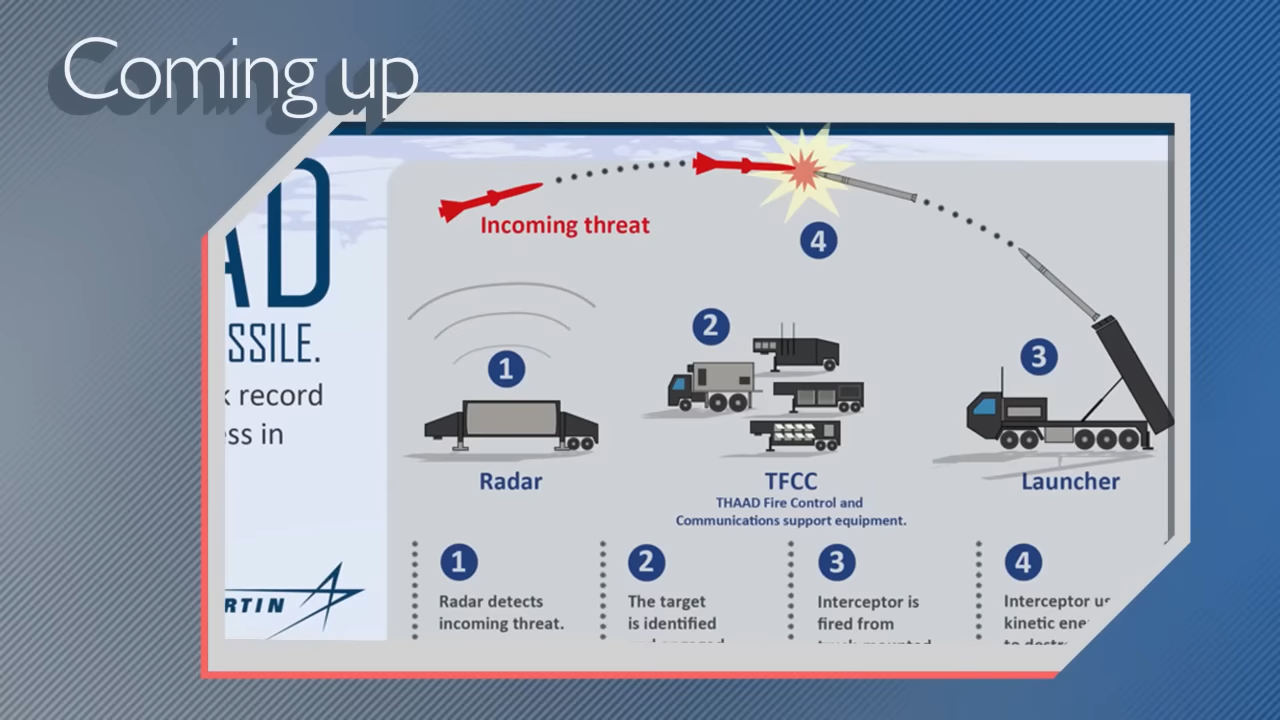 Coming up
AD
SSILE.
record
ss in
RTIN
Incoming threat
4
1
2
3
Radar
TFCC
THAAD Fire Control and
Communications support equipment.
Launcher
1
Radar detects
incoming threat.
2
The target
is identified
3
Interceptor is
fired from
4
Interceptor us
kinetic ene